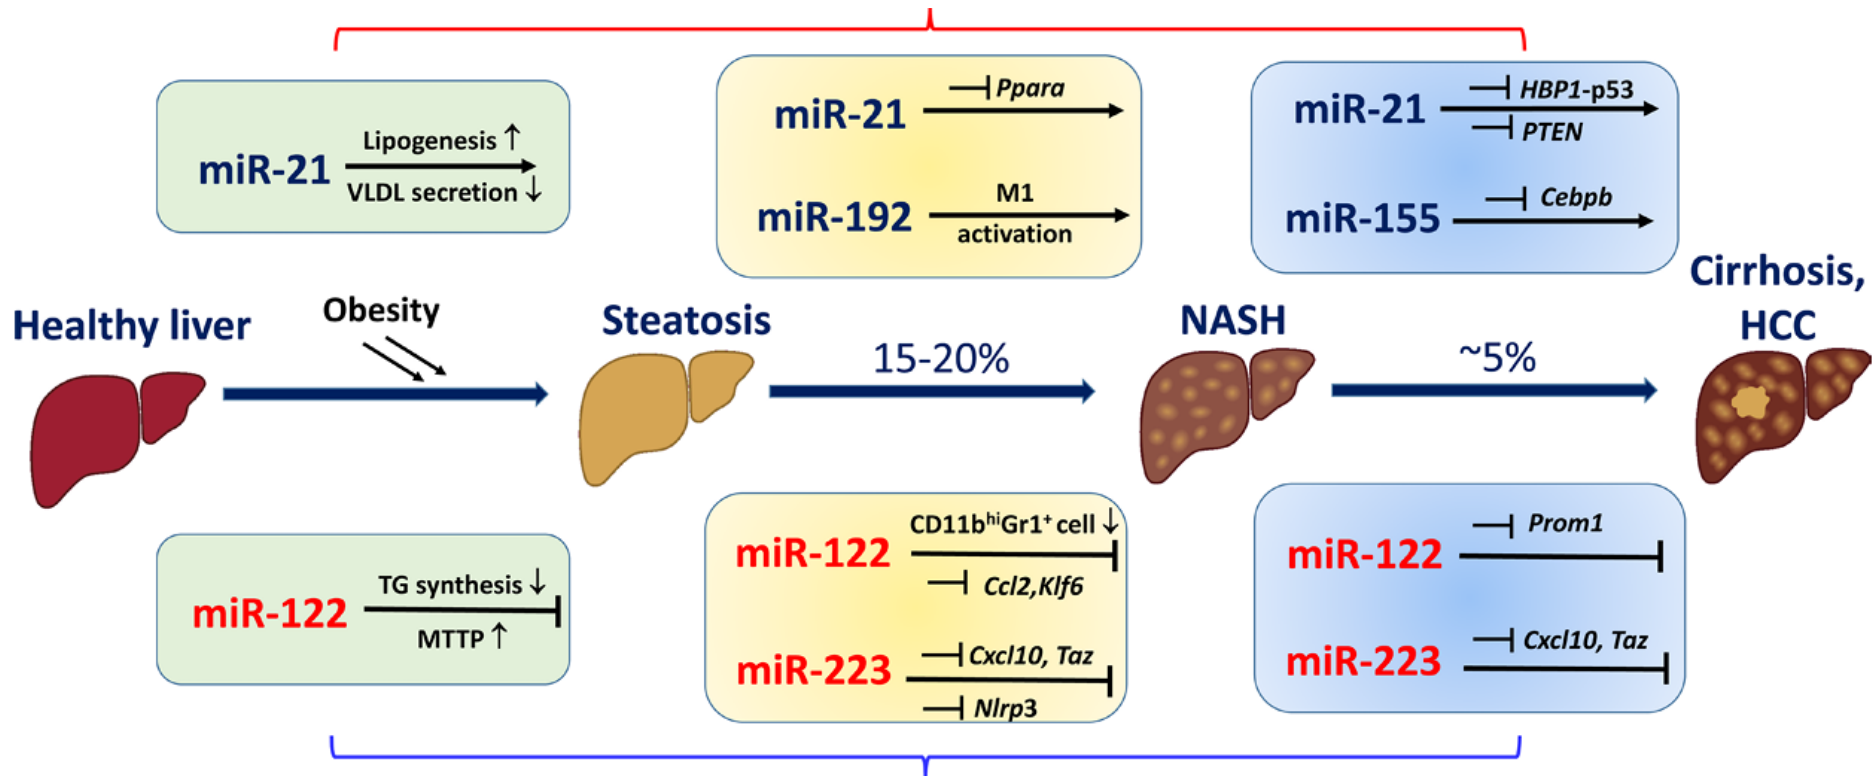 miR-21
Lipogenesis ↑
VLDL secretion ↓
miR-21
⊣ Ppara
miR-192
M1
activation
miR-21
⊣ HBP1-p53
⊣ PTEN
miR-155
⊣ Cebpb
Healthy liver
Obesity
Steatosis
15-20%
NASH
~5%
Cirrhosis,
HCC
miR-122
TG synthesis ↓
MTTP ↑
miR-122
CD11bhiGr1+ cell ↓
⊣ Ccl2,Klf6
miR-223
⊣ Cxcl10, Taz
⊣ Nlrp3
miR-122
⊣ Prom1
miR-223
⊣ Cxcl10, Taz